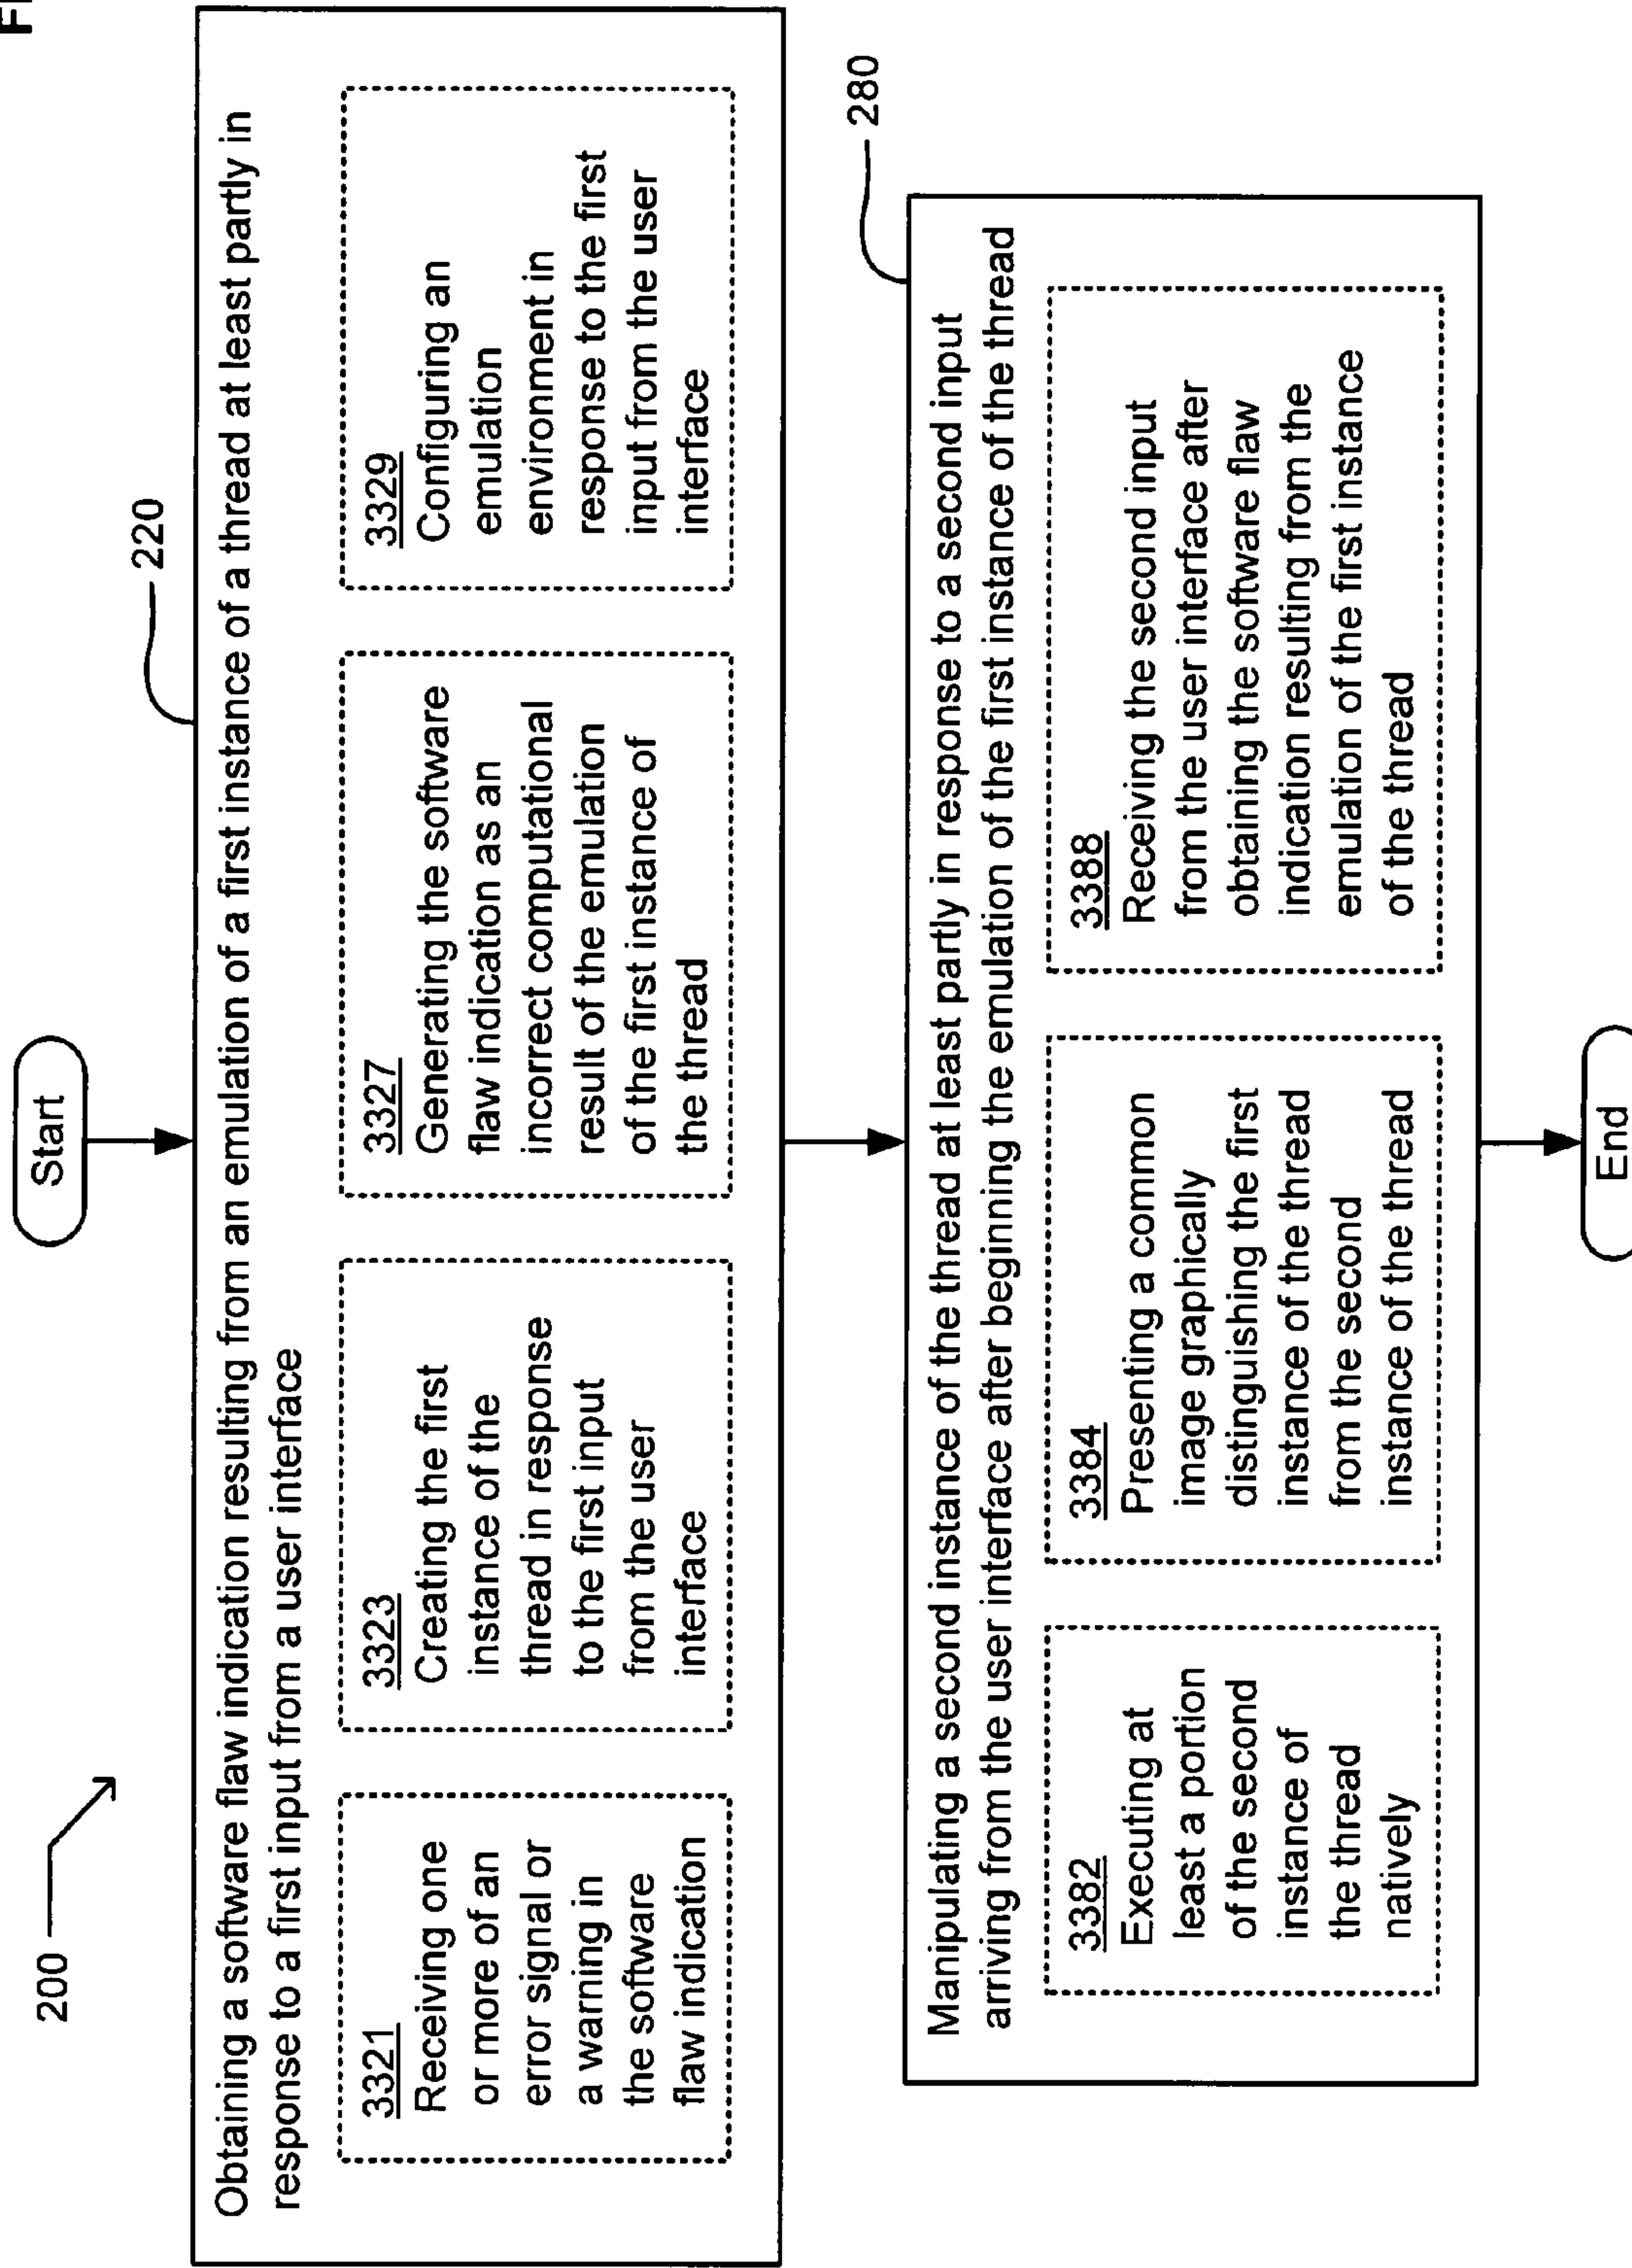 FI
200
Start
220
Obtaining a software flaw indication resulting from an emulation of a first instance of a thread at least partly in
response to a first input from a user interface
3321
Receiving one
or more of an
error signal or
a warning in
the software
flaw indication
3323
Creating the first
instance of the
thread in response
to the first input
from the user
interface
3327
Generating the software
flaw indication as an
incorrect computational
result of the emulation
of the first instance of
the thread
3329
Configuring an
emulation
environment in
response to the first
input from the user
interface
280
Manipulating a second instance of the thread at least partly in response to a second input
arriving from the user interface after beginning the emulation of the first instance of the thread
3382
Executing at
least a portion
of the second
instance of
the thread
natively
3384
Presenting a common
image graphically
distinguishing the first
instance of the thread
from the second
instance of the thread
3388
Receiving the second input
from the user interface after
obtaining the software flaw
indication resulting from the
emulation of the first instance
of the thread
End